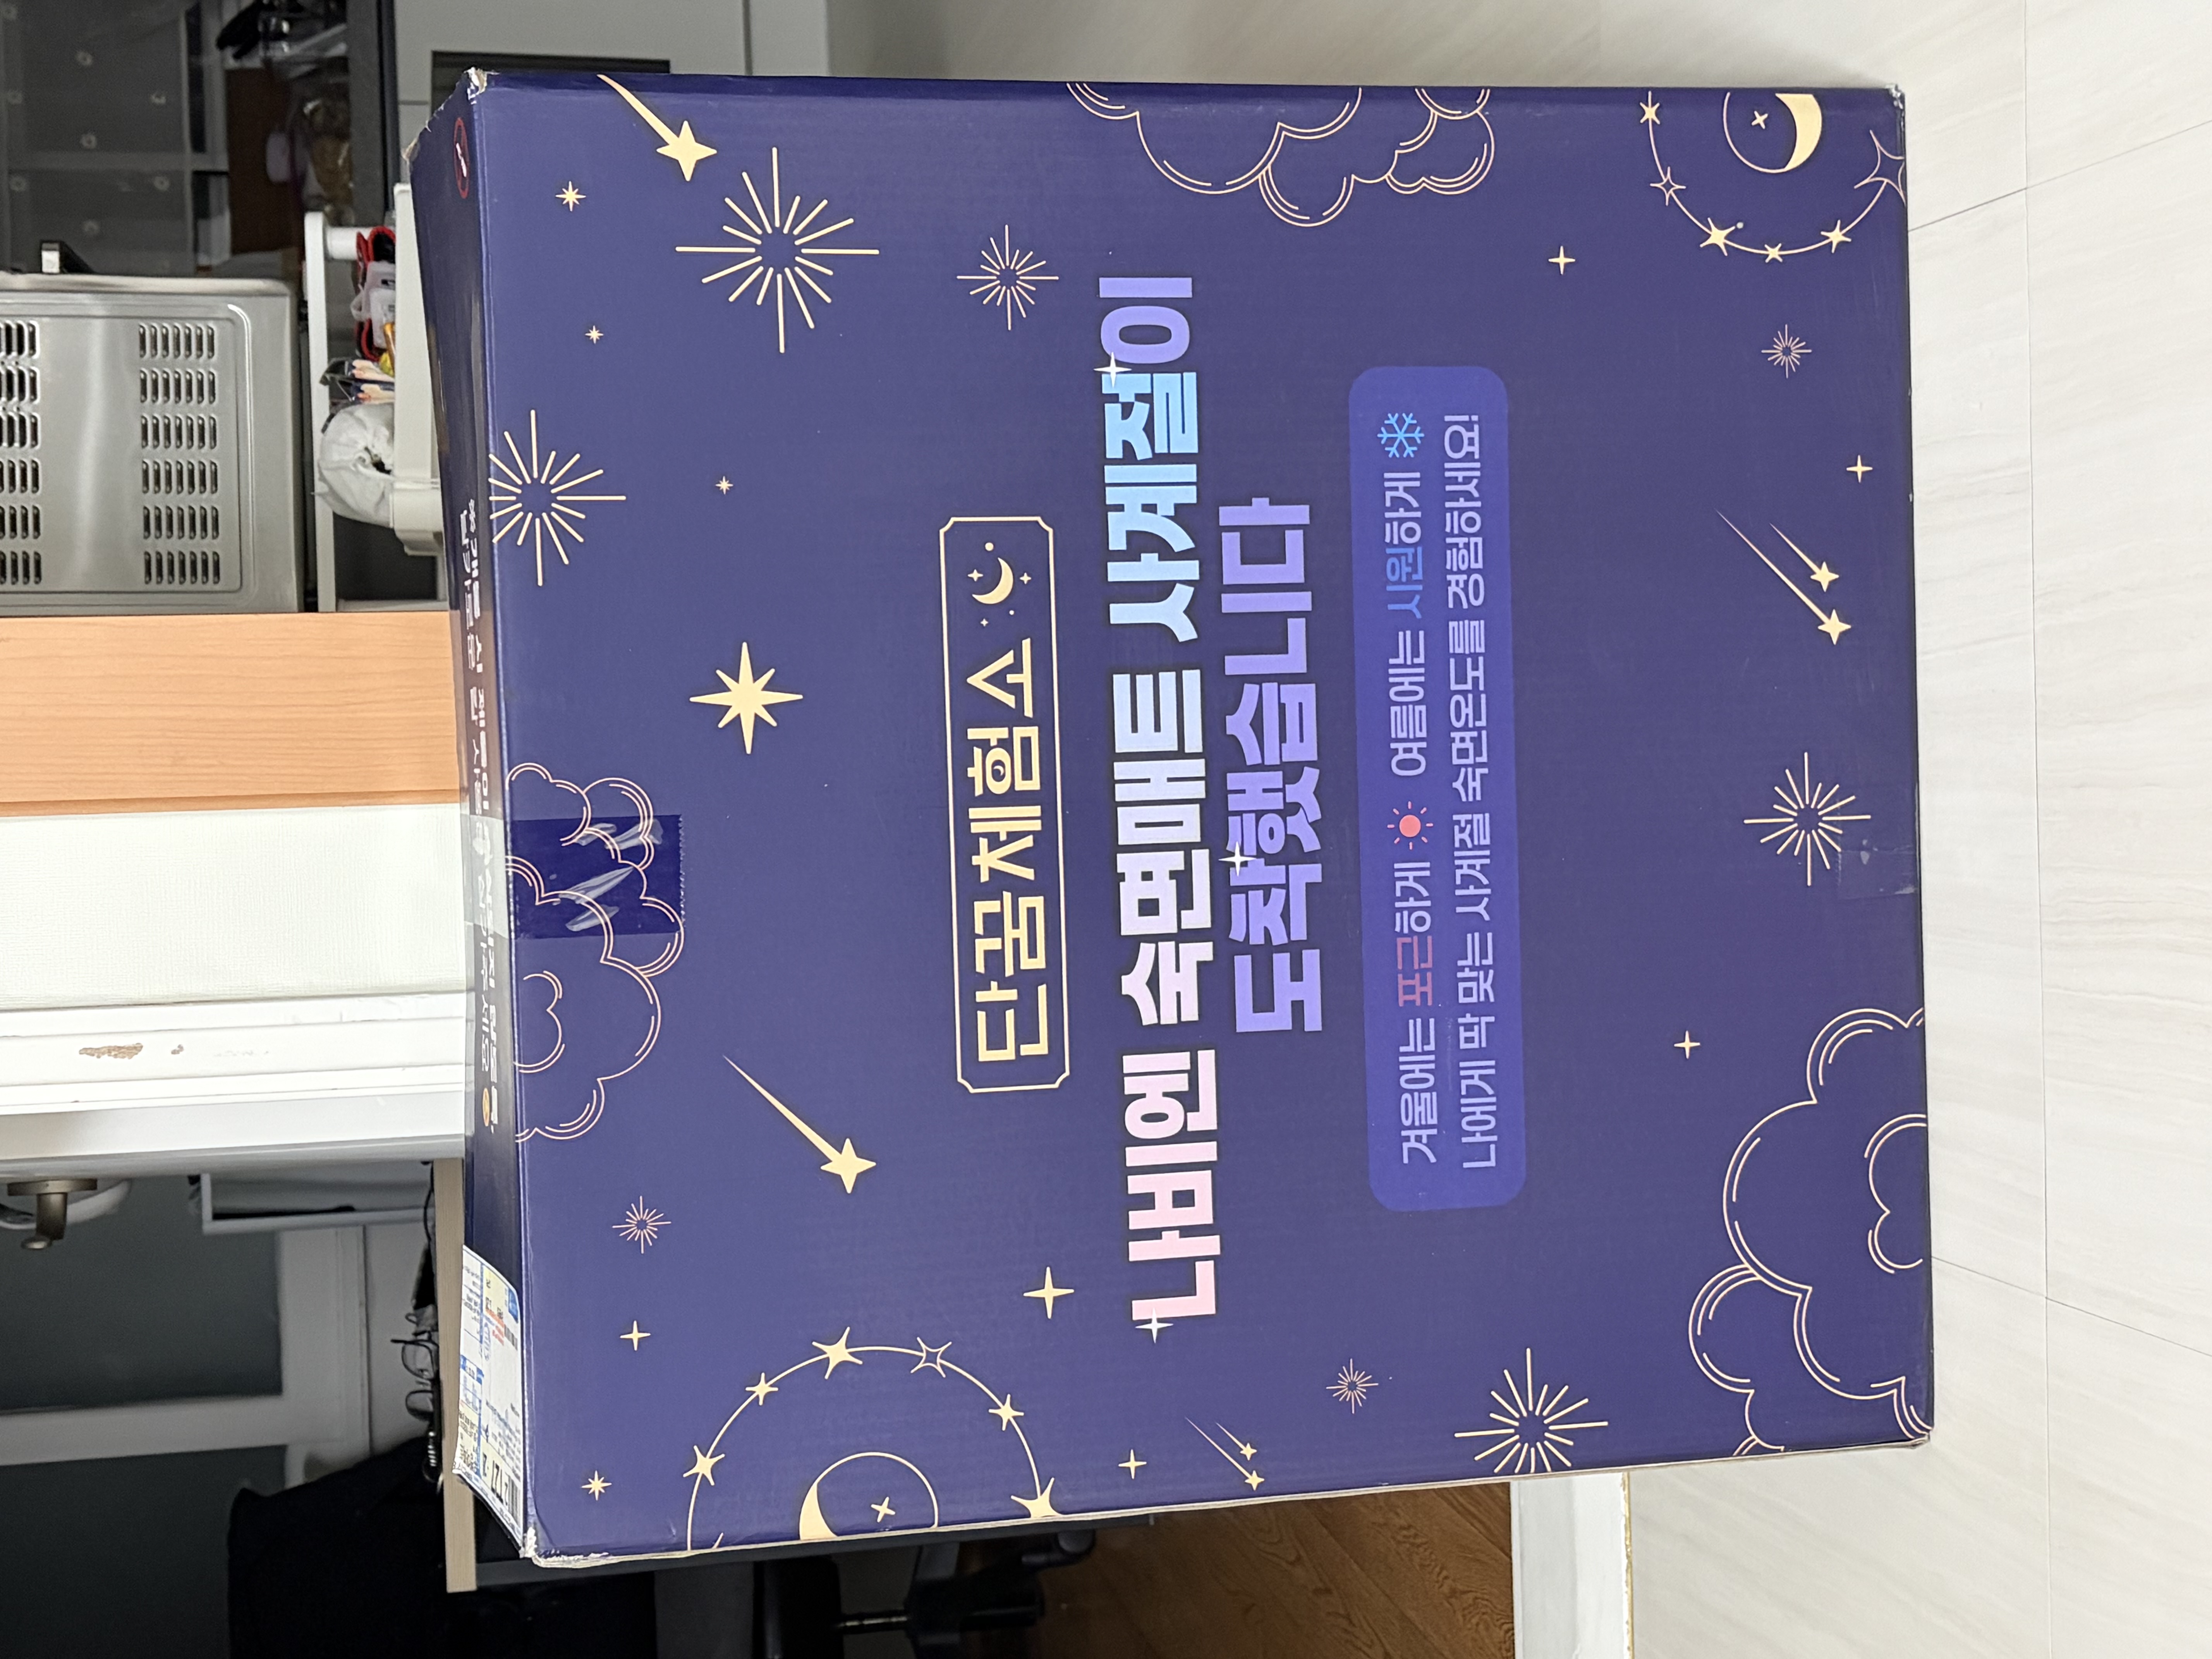 단꿈체험소
나비엔 숙면매트 사계절이
도착했습니다
겨울에는 포근하게 여름에는 시원하게
나에게 딱 맞는 사계절 숙면온도를 경험하세요!